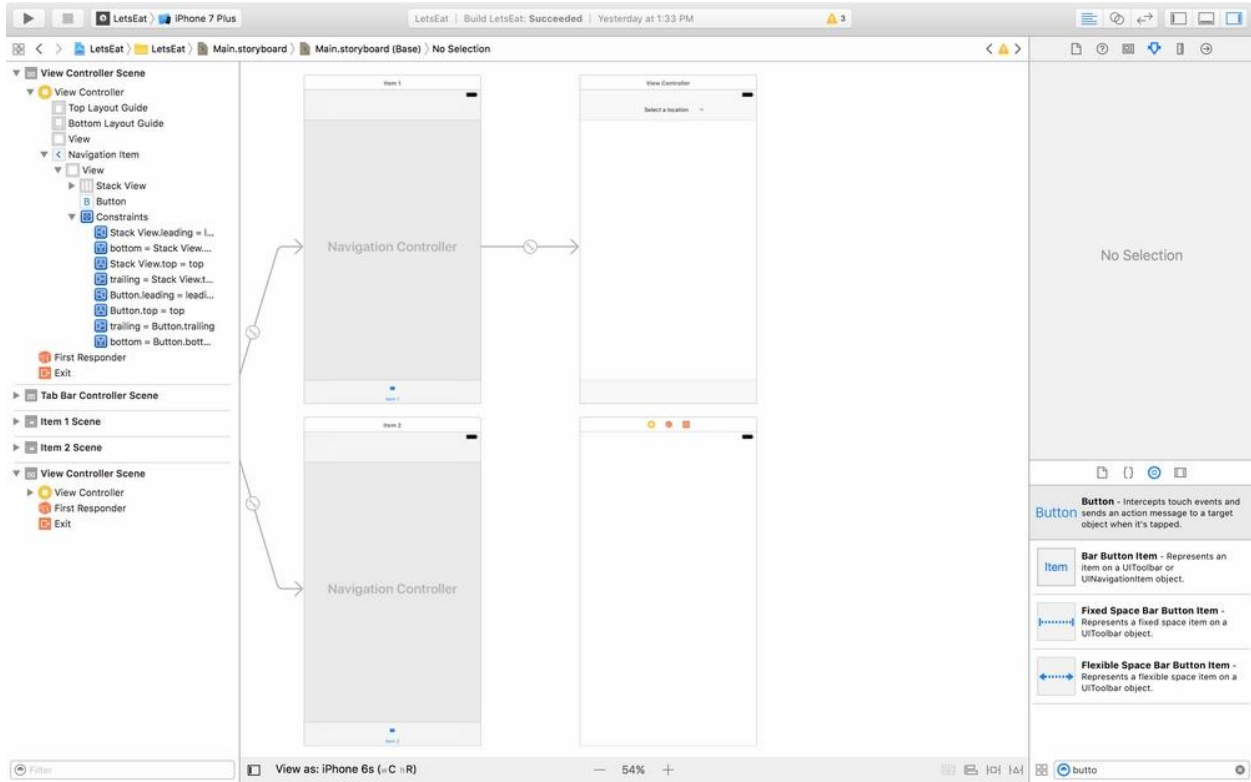 LetsEat
iPhone 7 Plus
LetsEat | Build LetsEat: Succeeded | Yesterday at 1:33 PM
3
LetsEat
LetsEat
Main.storyboard
Main.storyboard (Base)
No Selection
View Controller Scene
View Controller
Top Layout Guide
Bottom Layout Guide
View
Navigation Item
View
Stack View
B Button
Constraints
Stack View.leading = l...
bottom = Stack View....
Stack View.top = top
trailing = Stack View.t...
Button.leading = leadi...
Button.top = top
trailing = Button.trailing
bottom = Button.bott...
First Responder
Exit
Tab Bar Controller Scene
Item 1 Scene
Item 2 Scene
View Controller Scene
View Controller
First Responder
Exit
Filter
Item 1
Navigation Controller
Item 1
View Controller
Select a location
Item 2
Navigation Controller
Item 2
View as: iPhone 6s (wC hR)
54%
No Selection
Button
Button - Intercepts touch events and
sends an action message to a target
object when it's tapped.
Item
Bar Button Item - Represents an
item on a UIToolbar or
UINavigationItem object.
Fixed Space Bar Button Item -
Represents a fixed space item on a
UIToolbar object.
Flexible Space Bar Button Item -
Represents a flexible space item on a
UIToolbar object.
butto